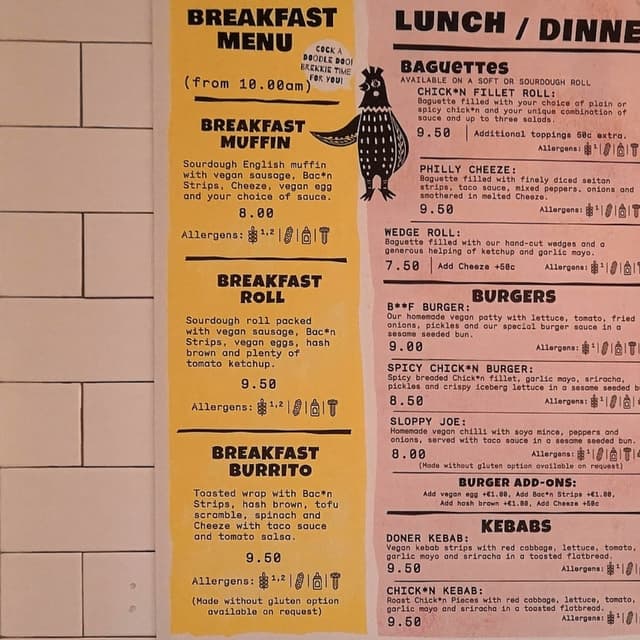 BREAKFAST
MENU
COCK A
DOODLE DOO!
BREKKIE TIME
FOR YOU!
(from 10.00am)
BREAKFAST
MUFFIN
Sourdough English muffin
with vegan sausage, Bac*n
Strips, Cheeze, vegan egg
and your choice of sauce.
8.00
Allergens: 1,2
BREAKFAST
ROLL
Sourdough roll packed
with vegan sausage, Bac*n
Strips, vegan eggs, hash
brown and plenty of
tomato ketchup.
9.50
Allergens: 1,2
BREAKFAST
BURRITO
Toasted wrap with Bac*n
Strips, hash brown, tofu
scramble, spinach and
Cheeze with taco sauce
and tomato salsa.
9.50
Allergens: 1,2
(Made without gluten option
available on request)
LUNCH / DINNE
BAGUETTES
AVAILABLE ON A SOFT OR SOURDOUGH ROLL
CHICK*N FILLET ROLL:
Baguette filled with your choice of plain or
spicy chick*n and your unique combination of
sauce and up to three salads.
9.50 | Additional toppings 50c extra.
Allergens: 1
PHILLY CHEEZE:
Baguette filled with finely diced seitan
strips, taco sauce, mixed peppers, onions and
smothered in melted Cheeze.
9.50 Allergens: 1
WEDGE ROLL:
Baguette filled with our hand-cut wedges and a
generous helping of ketchup and garlic mayo.
7.50 | Add Cheeze +50c Allergens: 1
BURGERS
B**F BURGER:
Our homemade vegan patty with lettuce, tomato, fried
onions, pickles and our special burger sauce in a
sesame seeded bun.
9.00 Allergens: 1
SPICY CHICK*N BURGER:
Spicy breaded Chick*n fillet, garlic mayo, sriracha,
pickles and crispy iceberg lettuce in a sesame seeded b
8.50 Allergens: 1
SLOPPY JOE:
Homemade vegan chilli with soya mince, peppers and
onions, served with taco sauce in a sesame seeded bun.
8.00 Allergens: 1
(Made without gluten option available on request)
BURGER ADD-ONS:
Add vegan egg +€1.00, Add Bac*n Strips +€1.00,
Add hash brown +€1.00, Add Cheeze +50c
KEBABS
DONER KEBAB:
Vegan kebab strips with red cabbage, lettuce, tomato,
garlic mayo and sriracha in a toasted flatbread.
9.50 Allergens: 1
CHICK*N KEBAB:
Roast Chick*n Pieces with red cabbage, lettuce, tomato,
garlic mayo and sriracha in a toasted flatbread.
9.50 Allergens: 1